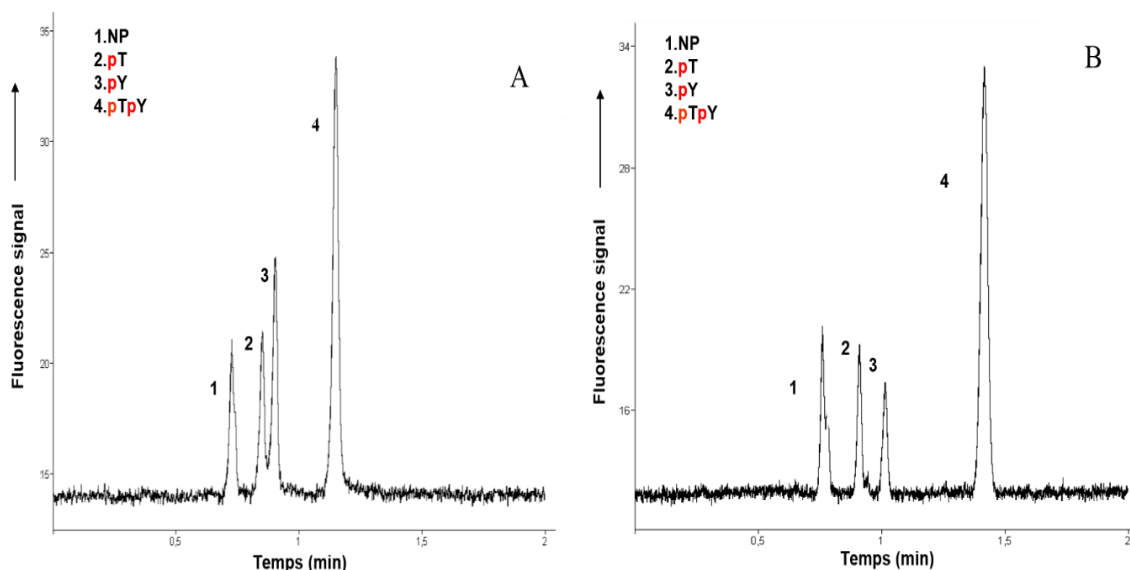 A
1.NP
2.pT
3.pY
4.pTpY
Fluorescence signal
35
30
25
20
15
1
2
3
4
0,5
1
1,5
2
Temps (min)
B
1.NP
2.pT
3.pY
4.pTpY
Fluorescence signal
34
28
22
16
1
2
3
4
0,5
1
1,5
2
Temps (min)